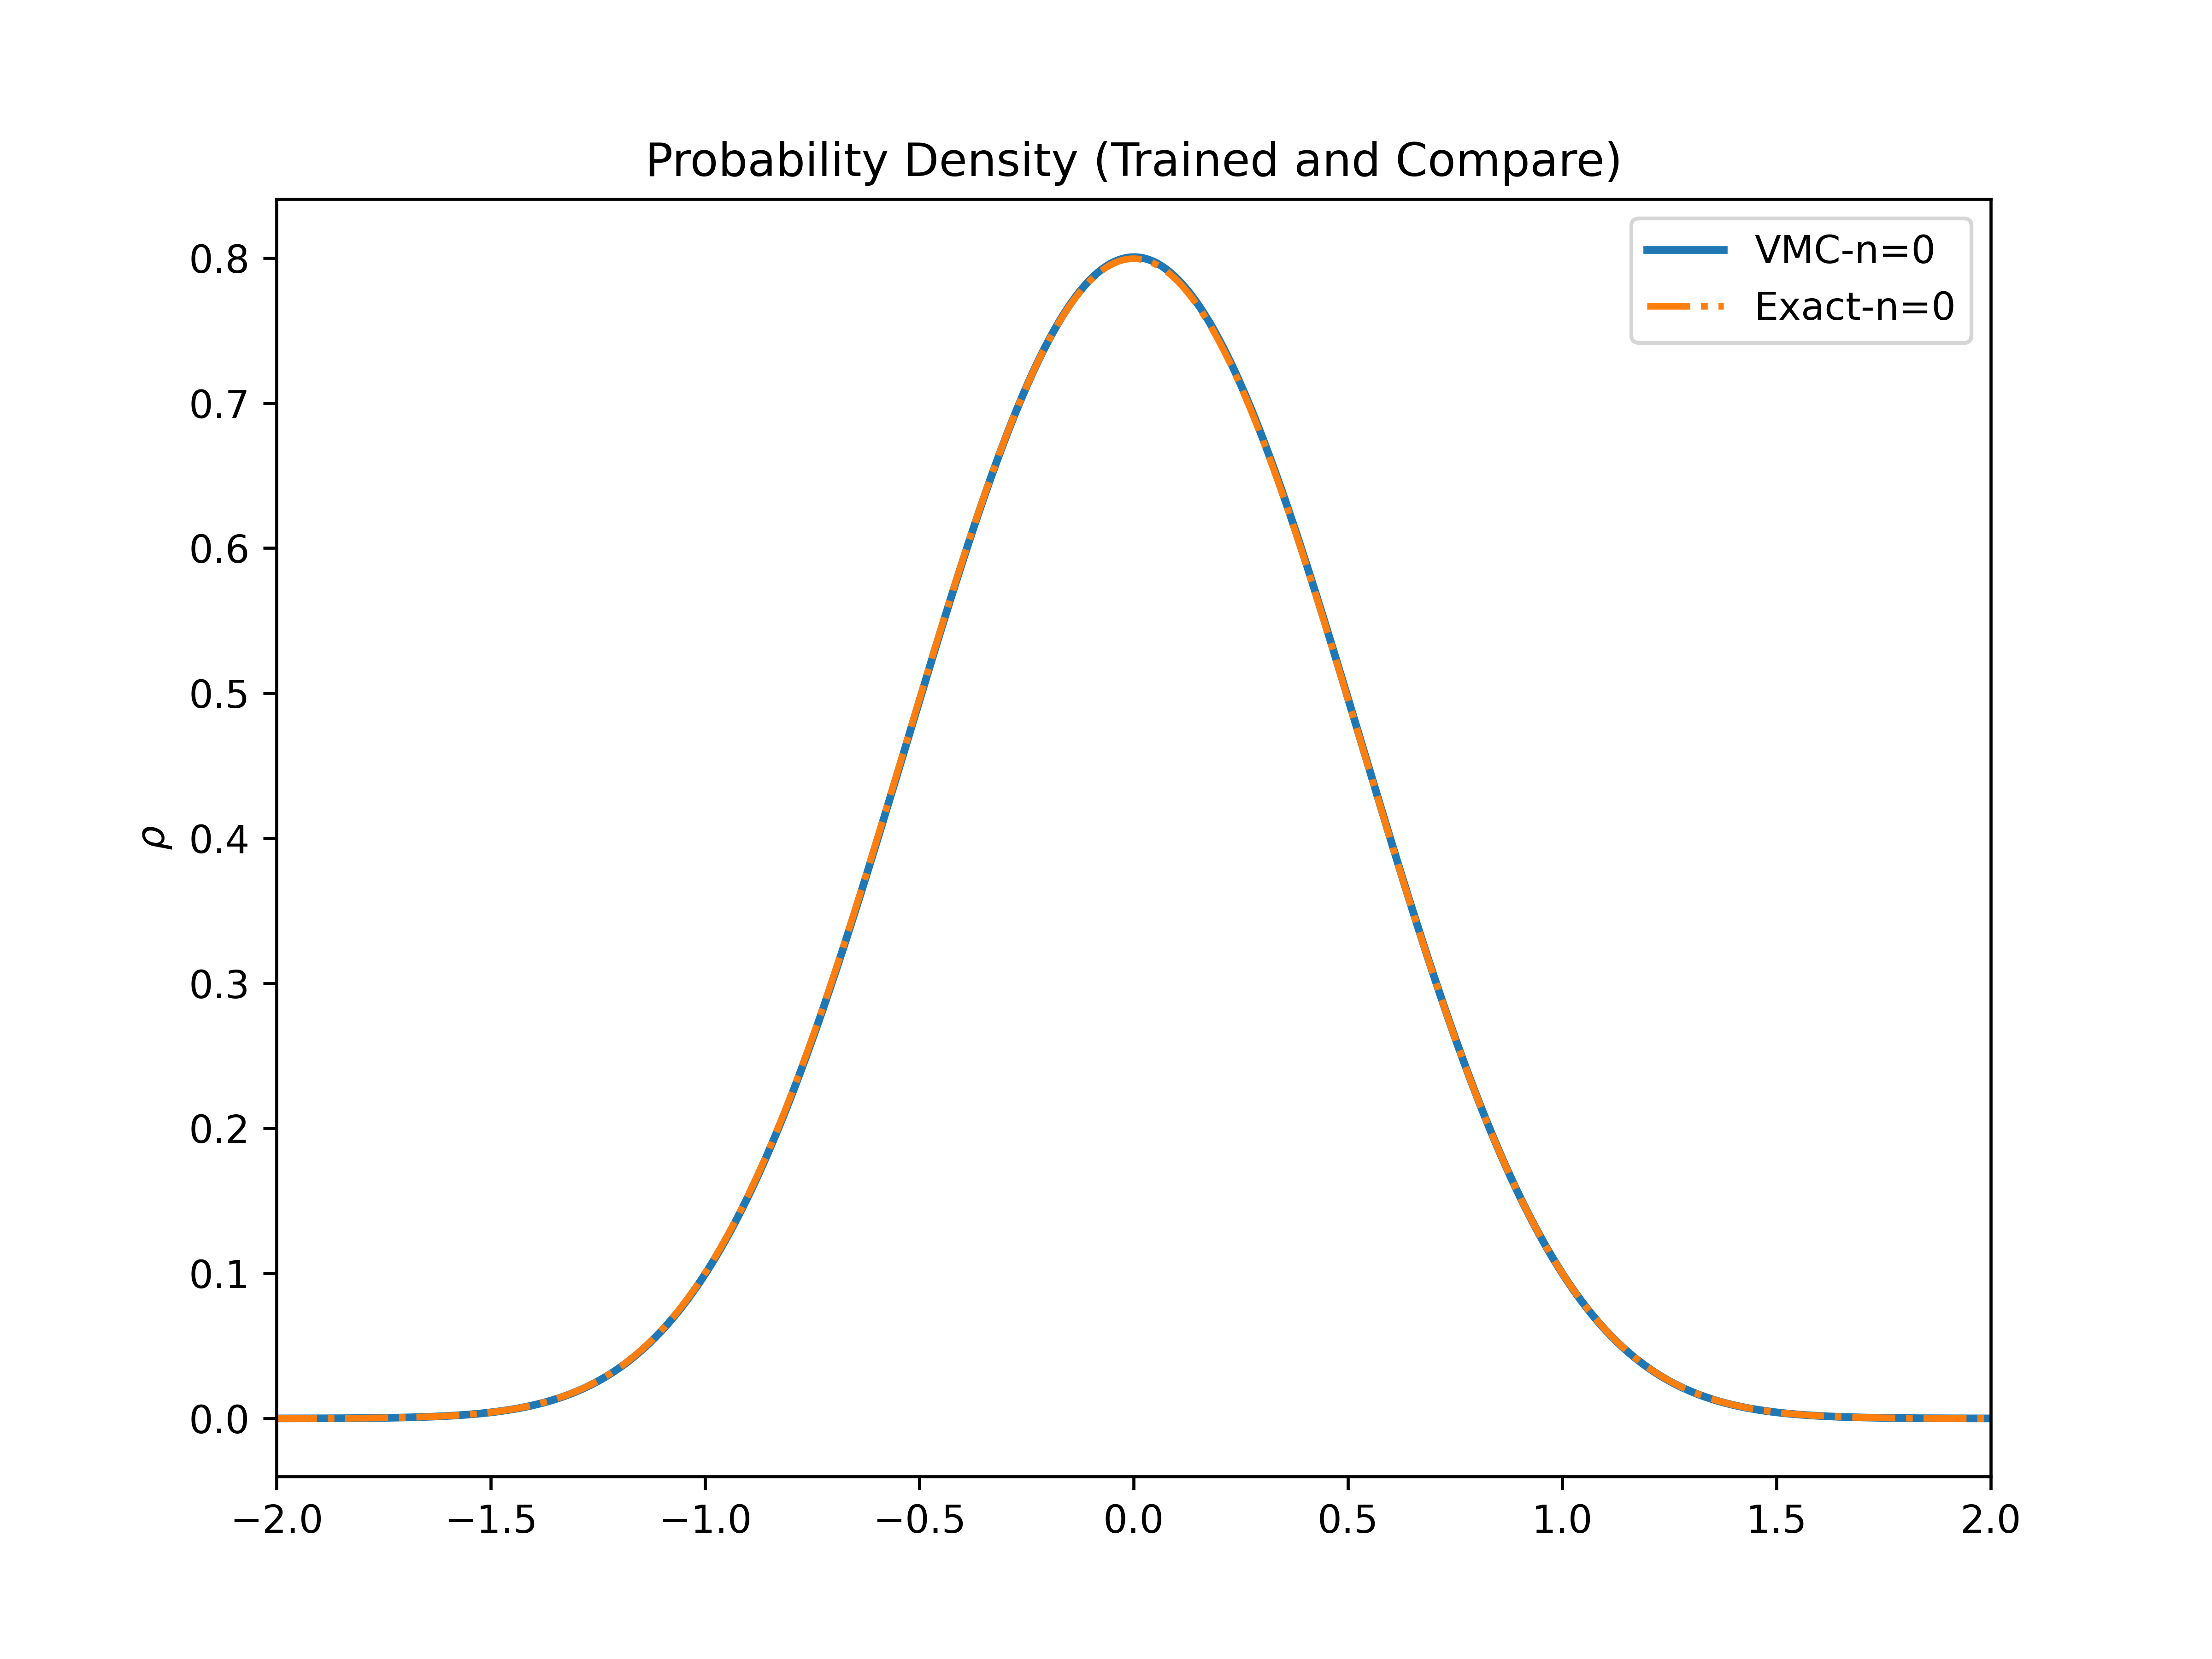 Probability Density (Trained and Compare)
VMC-n=0
Exact-n=0
0.8
0.7
0.6
0.5
0.4
0.3
0.2
0.1
0.0
ρ
−2.0 −1.5 −1.0 −0.5 0.0 0.5 1.0 1.5 2.0